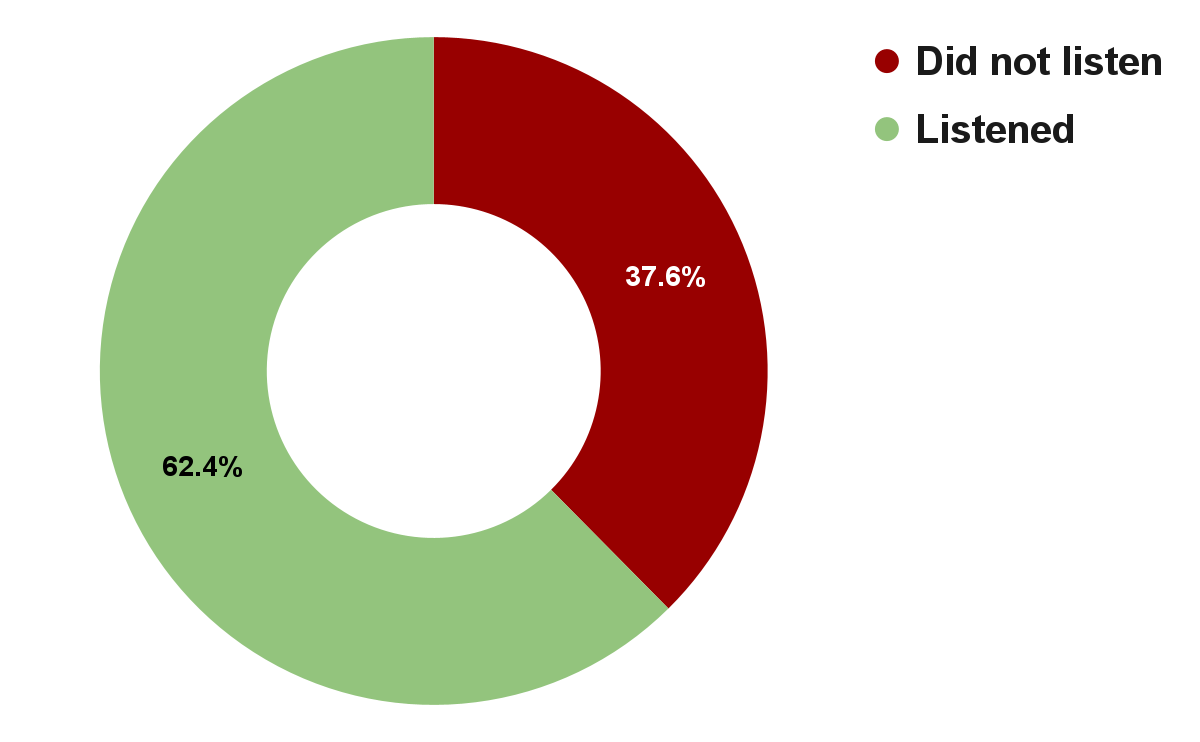 Did not listen
Listened
37.6%
62.4%